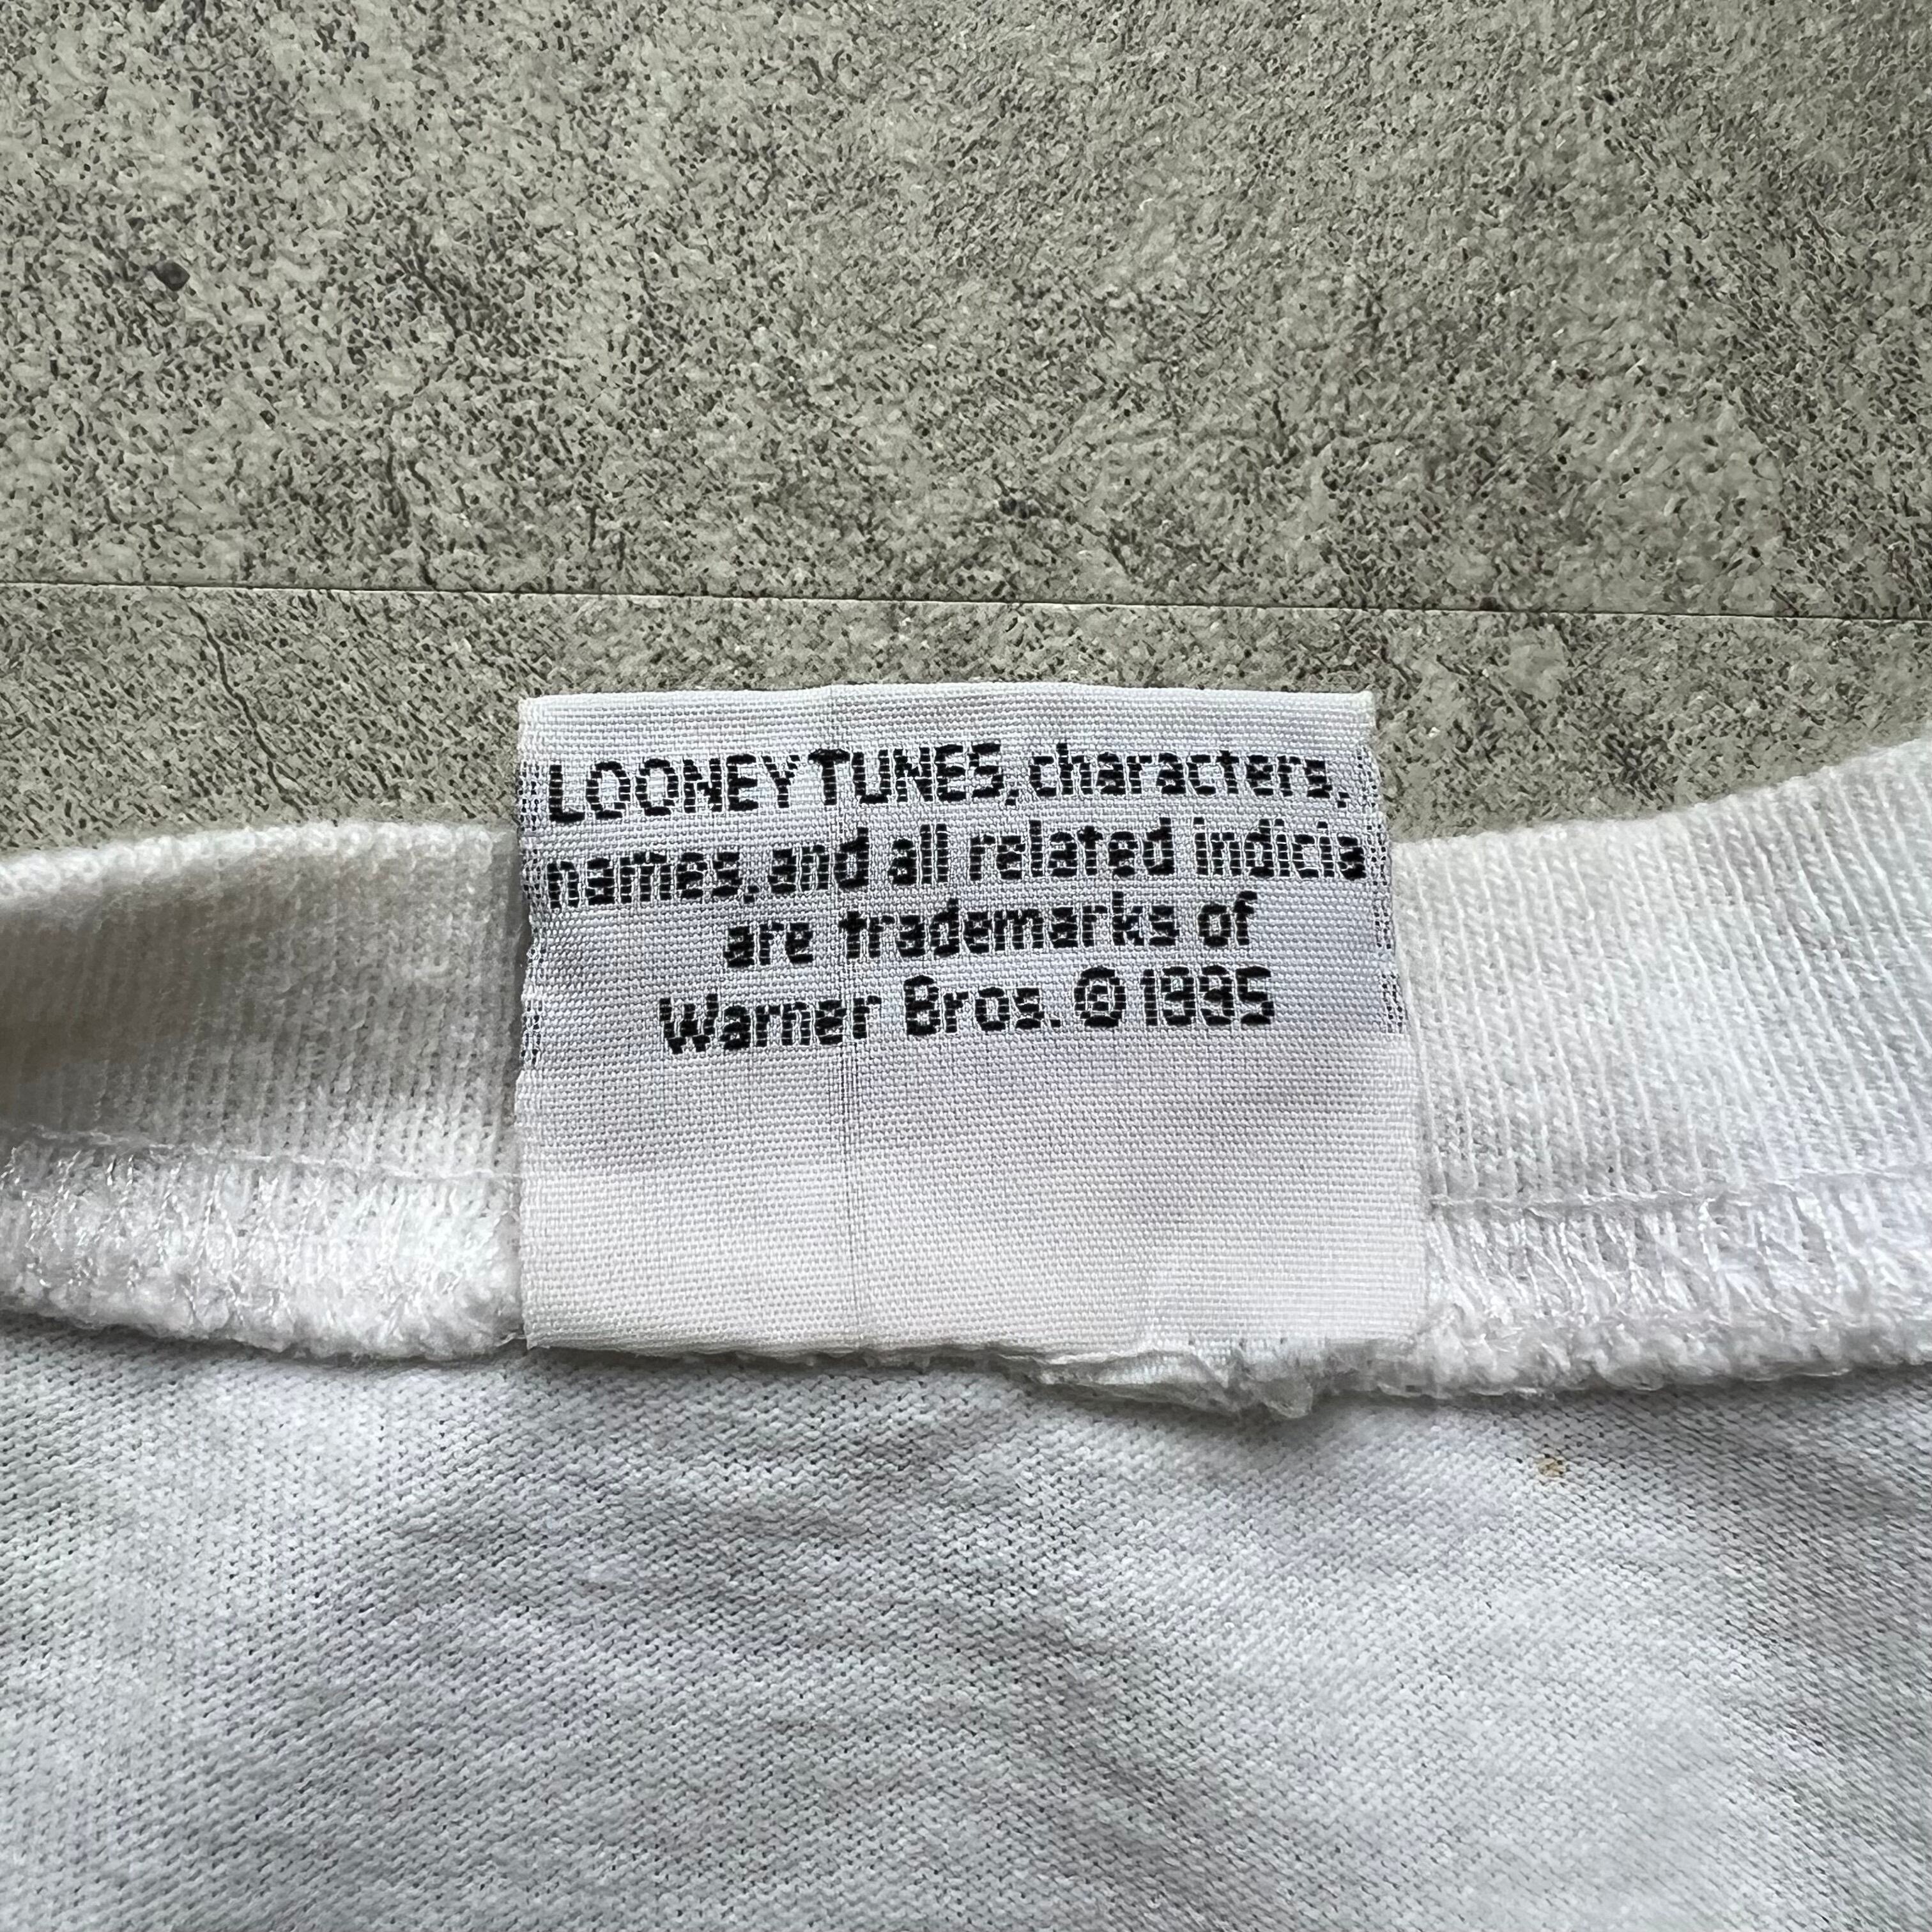 LOONEY TUNES, characters,
names, and all related indicia
are trademarks of
Warner Bros. © 1995